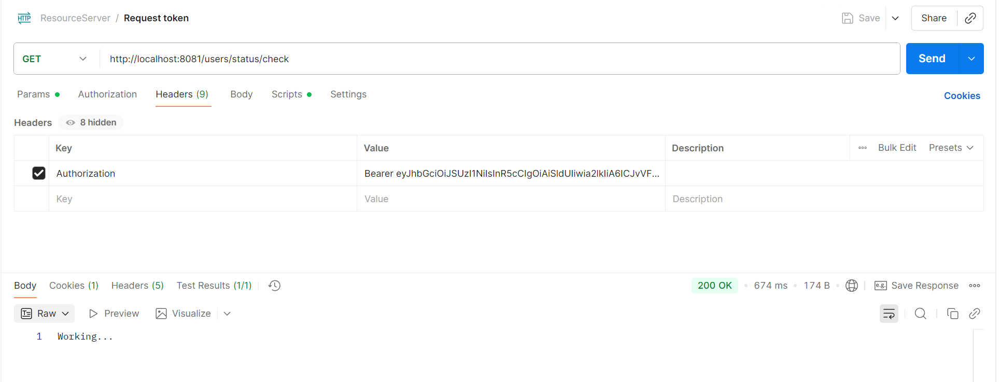 HTTP ResourceServer / Request token Save Share
GET http://localhost:8081/users/status/check Send
Params Authorization Headers (9) Body Scripts Settings Cookies
Headers 8 hidden
Key Value Description Bulk Edit Presets
Authorization Bearer eyJhbGciOiJSUzI1NiIsInR5cCIgOiAiSldUIiwia2lkIiA6ICJvVF...
Key Value Description
Body Cookies (1) Headers (5) Test Results (1/1) 200 OK 674 ms 174 B e.g. Save Response
Raw Preview Visualize
1 Working...